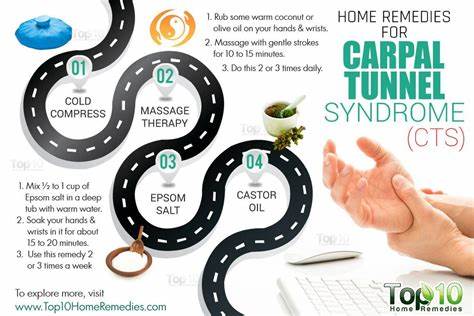 HOME REMEDIES
FOR
CARPAL
TUNNEL
SYNDROME
(CTS)
1. Rub some warm coconut or
olive oil on your hands & wrists.
2. Massage with gentle strokes
for 10 to 15 minutes.
3. Do this 2 or 3 times daily.
01
COLD
COMPRESS
02
MASSAGE
THERAPY
03
EPSOM
SALT
04
CASTOR
OIL
1. Mix ½ to 1 cup of
Epsom salt in a deep
tub with warm water.
2. Soak your hands &
wrists in it for about
15 to 20 minutes.
3. Use this remedy 2
or 3 times a week
To explore more, visit
www.Top10HomeRemedies.com
Top10
Home Remedies
Top10
Top10
Top10